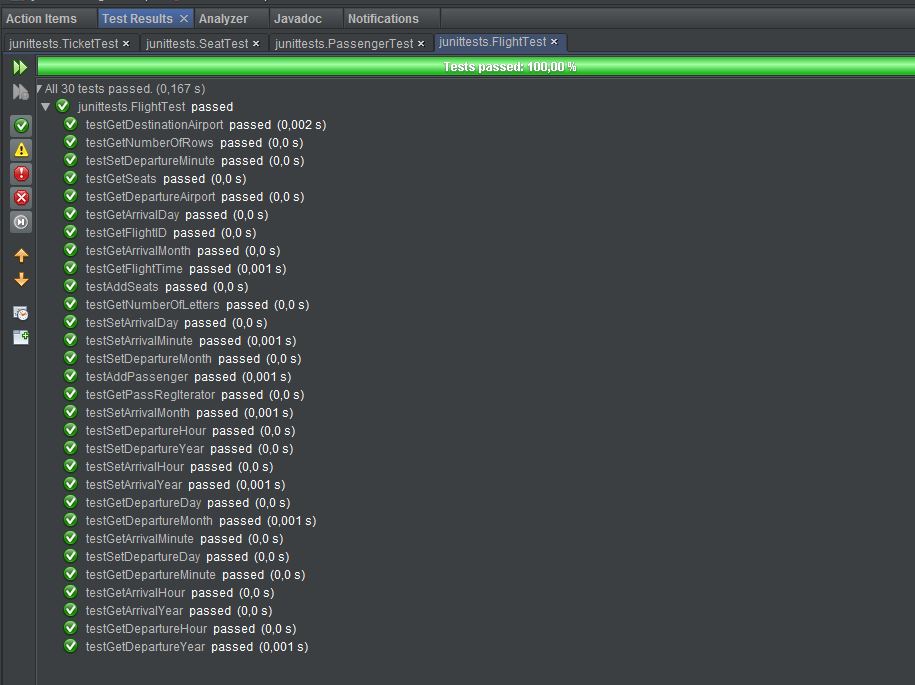 Action Items Test Results Analyzer Javadoc Notifications
junittests.TicketTest junittests.SeatTest junittests.PassengerTest junittests.FlightTest
Tests passed: 100,00 %
All 30 tests passed. (0,167 s)
junittests.FlightTest passed
testGetDestinationAirport passed (0,002 s)
testGetNumberOfRows passed (0,0 s)
testSetDepartureMinute passed (0,0 s)
testGetSeats passed (0,0 s)
testGetDepartureAirport passed (0,0 s)
testGetArrivalDay passed (0,0 s)
testGetFlightID passed (0,0 s)
testGetArrivalMonth passed (0,0 s)
testGetFlightTime passed (0,001 s)
testAddSeats passed (0,0 s)
testGetNumberOfLetters passed (0,0 s)
testSetArrivalDay passed (0,0 s)
testSetArrivalMinute passed (0,001 s)
testSetDepartureMonth passed (0,0 s)
testAddPassenger passed (0,001 s)
testGetPassRegIterator passed (0,0 s)
testSetArrivalMonth passed (0,001 s)
testSetDepartureHour passed (0,0 s)
testSetDepartureYear passed (0,0 s)
testSetArrivalHour passed (0,0 s)
testSetArrivalYear passed (0,001 s)
testGetDepartureDay passed (0,0 s)
testGetDepartureMonth passed (0,001 s)
testGetArrivalMinute passed (0,0 s)
testSetDepartureDay passed (0,0 s)
testGetDepartureMinute passed (0,0 s)
testGetArrivalHour passed (0,0 s)
testGetArrivalYear passed (0,0 s)
testGetDepartureHour passed (0,0 s)
testGetDepartureYear passed (0,001 s)